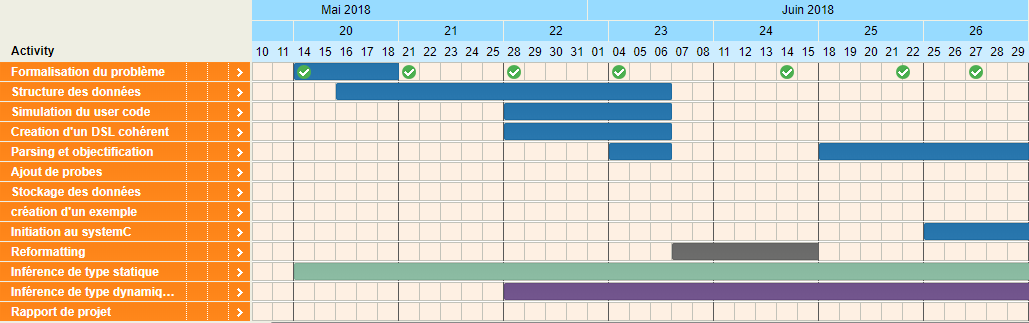 Mai 2018 Juin 2018
20 21 22 23 24 25 26
Activity 10 11 14 15 16 17 18 21 22 23 24 25 28 29 30 31 01 04 05 06 07 08 11 12 13 14 15 18 19 20 21 22 25 26 27 28 29
Formalisation du problème
Structure des données
Simulation du user code
Creation d'un DSL cohèrent
Parsing et objectification
Ajout de probes
Stockage des données
création d'un exemple
Initiation au systemC
Reformatting
Inférence de type statique
Inférence de type dynamiq...
Rapport de projet